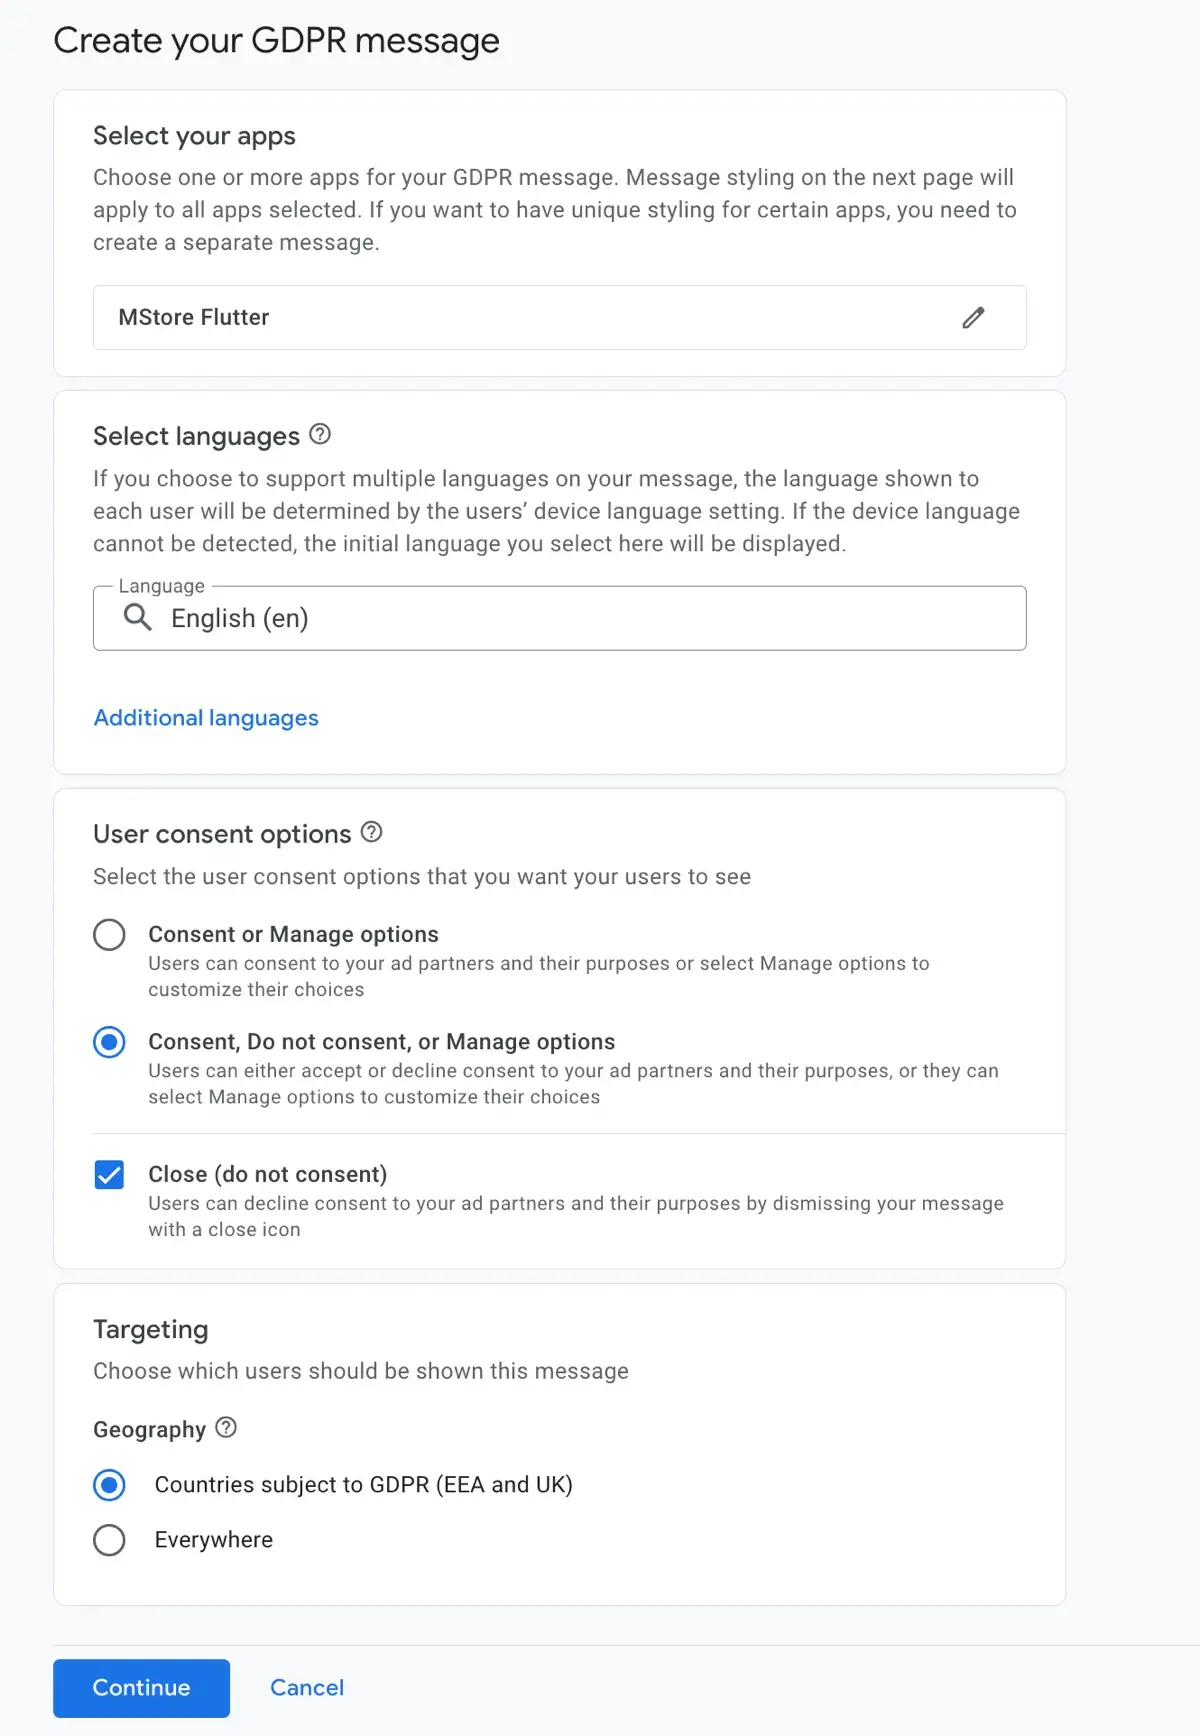 Create your GDPR message
Select your apps
Choose one or more apps for your GDPR message. Message styling on the next page will
apply to all apps selected. If you want to have unique styling for certain apps, you need to
create a separate message.
MStore Flutter
Select languages
If you choose to support multiple languages on your message, the language shown to
each user will be determined by the users’ device language setting. If the device language
cannot be detected, the initial language you select here will be displayed.
Language
English (en)
Additional languages
User consent options
Select the user consent options that you want your users to see
Consent or Manage options
Users can consent to your ad partners and their purposes or select Manage options to
customize their choices
Consent, Do not consent, or Manage options
Users can either accept or decline consent to your ad partners and their purposes, or they can
select Manage options to customize their choices
Close (do not consent)
Users can decline consent to your ad partners and their purposes by dismissing your message
with a close icon
Targeting
Choose which users should be shown this message
Geography
Countries subject to GDPR (EEA and UK)
Everywhere
Continue Cancel